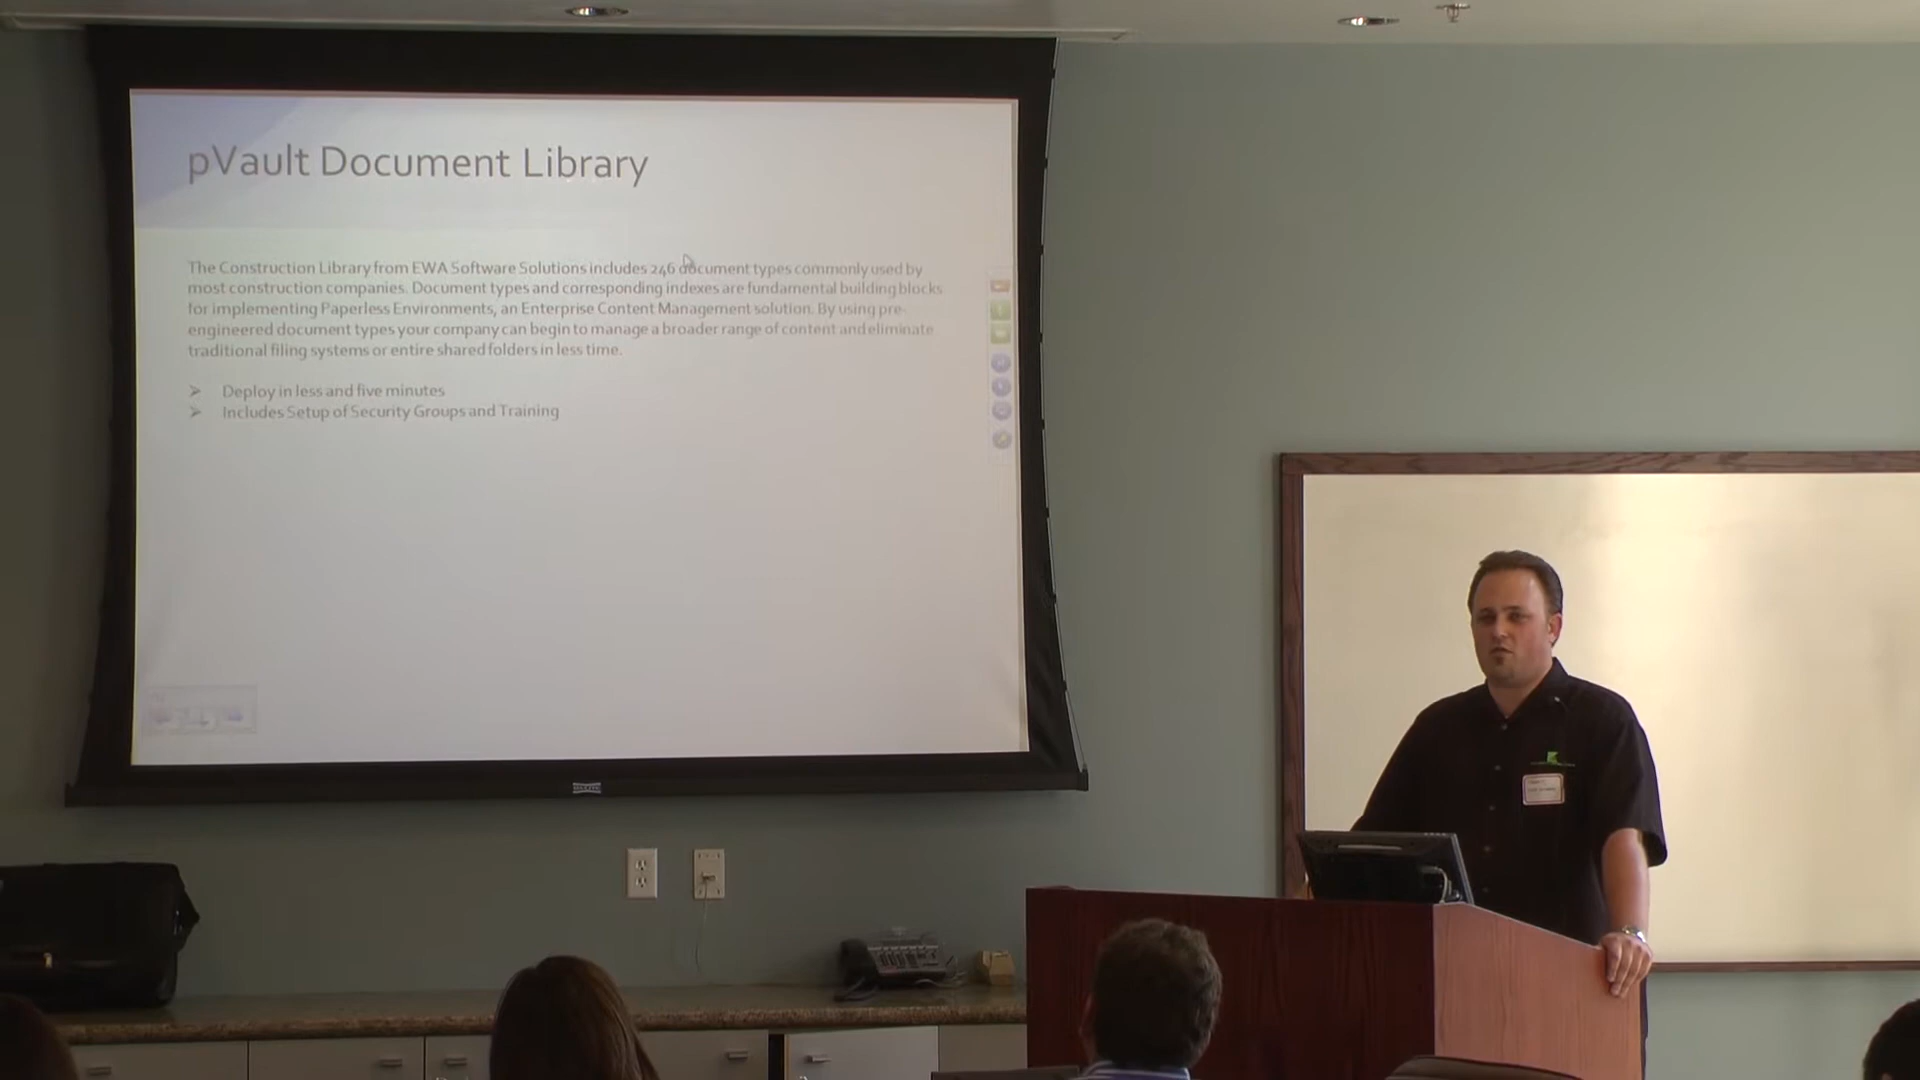 pVault Document Library
The Construction Library from EWA Software Solutions includes 246 document types commonly used by
most construction companies. Document types and corresponding indexes are fundamental building blocks
for implementing Paperless Environments, an Enterprise Content Management solution. By using pre-
engineered document types your company can begin to manage a broader range of content and eliminate
traditional filing systems or entire shared folders in less time.
➢ Deploy in less and five minutes
➢ Includes Setup of Security Groups and Training